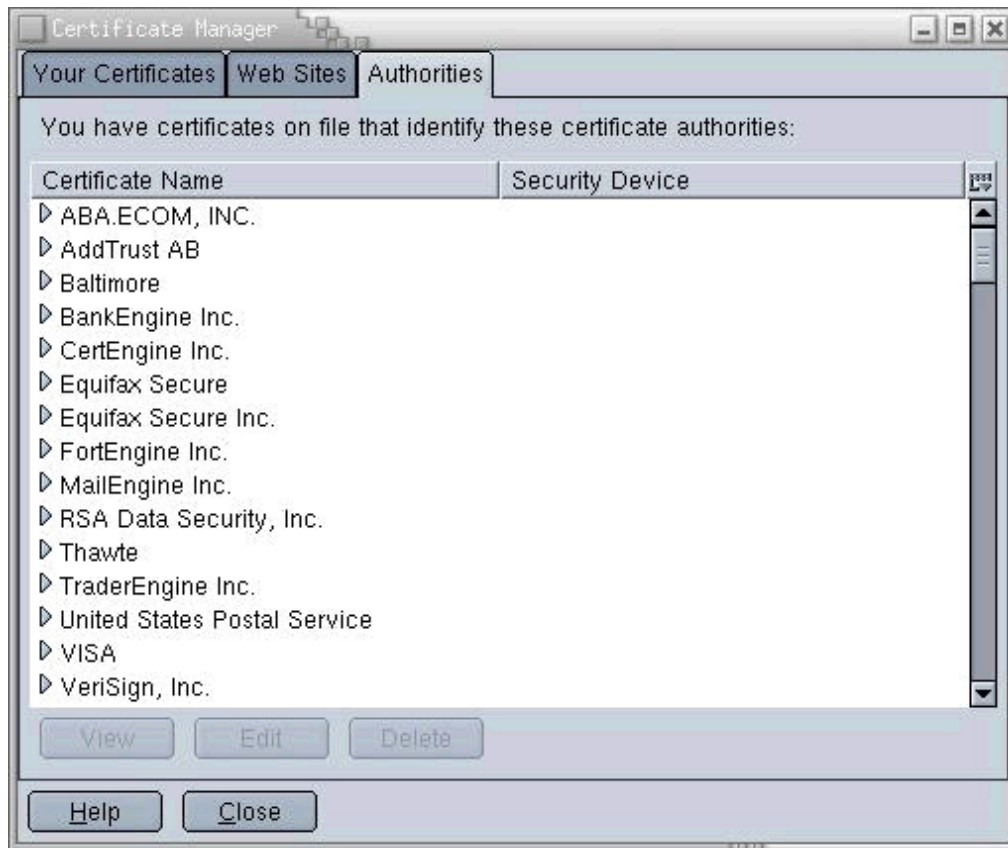 Certificate Manager
Your Certificates Web Sites Authorities
You have certificates on file that identify these certificate authorities:
Certificate Name Security Device
ABA.ECOM, INC.
AddTrust AB
Baltimore
BankEngine Inc.
CertEngine Inc.
Equifax Secure
Equifax Secure Inc.
FortEngine Inc.
MailEngine Inc.
RSA Data Security, Inc.
Thawte
TraderEngine Inc.
United States Postal Service
VISA
VeriSign, Inc.
View Edit Delete
Help Close